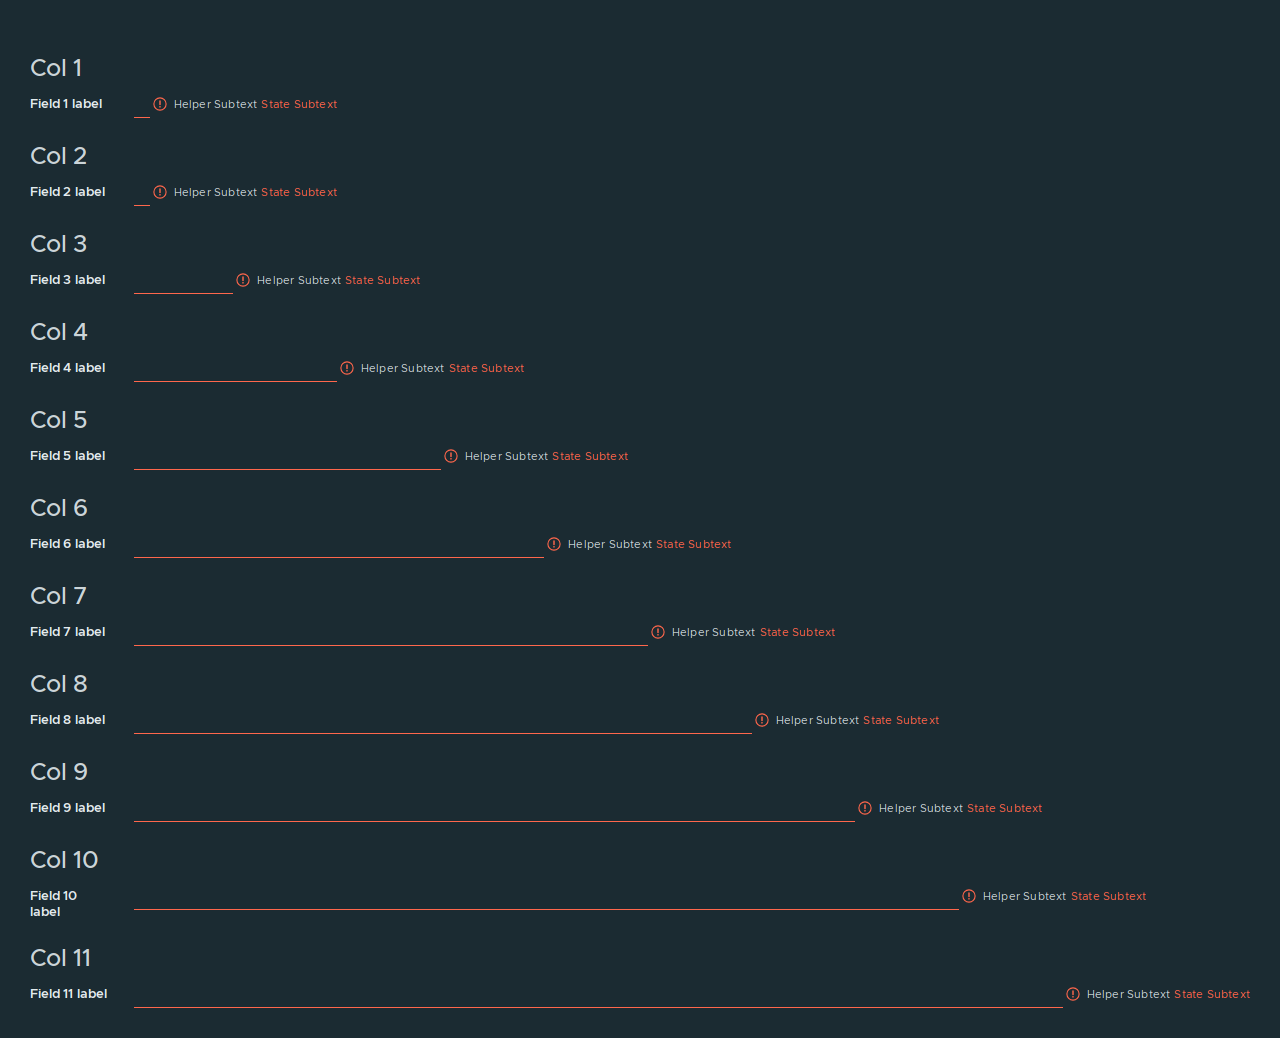 Col 1
Field 1 label Helper Subtext State Subtext
Col 2
Field 2 label Helper Subtext State Subtext
Col 3
Field 3 label Helper Subtext State Subtext
Col 4
Field 4 label Helper Subtext State Subtext
Col 5
Field 5 label Helper Subtext State Subtext
Col 6
Field 6 label Helper Subtext State Subtext
Col 7
Field 7 label Helper Subtext State Subtext
Col 8
Field 8 label Helper Subtext State Subtext
Col 9
Field 9 label Helper Subtext State Subtext
Col 10
Field 10 Helper Subtext State Subtext
label
Col 11
Field 11 label Helper Subtext State Subtext